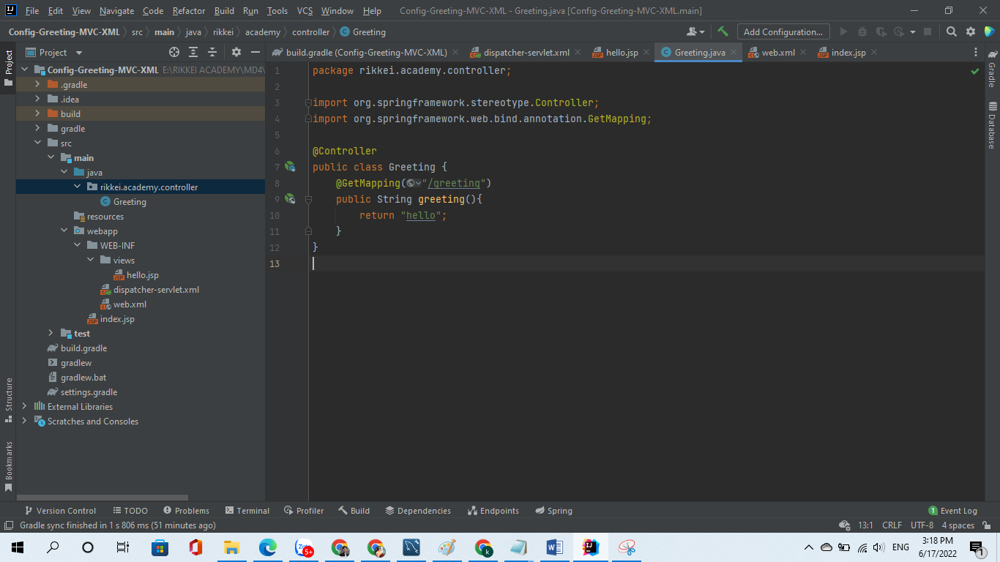 File Edit View Navigate Code Refactor Build Run Tools VCS Window Help Config-Greeting-MVC-XML - Greeting.java [Config-Greeting-MVC-XML.main]
Config-Greeting-MVC-XML src main java rikkei academy controller Greeting Add Configuration...
Project
build.gradle (Config-Greeting-MVC-XML) dispatcher-servlet.xml hello.jsp Greeting.java web.xml index.jsp
Project
Structure
Bookmarks
Config-Greeting-MVC-XML E:\RIKKEI ACADEMY\MD4\
.gradle
.idea
build
gradle
src
main
java
rikkei.academy.controller
Greeting
resources
webapp
WEB-INF
views
hello.jsp
dispatcher-servlet.xml
web.xml
index.jsp
test
build.gradle
gradlew
gradlew.bat
settings.gradle
External Libraries
Scratches and Consoles
1 package rikkei.academy.controller;
2
3 import org.springframework.stereotype.Controller;
4 import org.springframework.web.bind.annotation.GetMapping;
5
6 @Controller
7 public class Greeting {
8 @GetMapping("/greeting")
9 public String greeting(){
10 return "hello";
11 }
12 }
13
Gradle
Database
Version Control TODO Problems Terminal Profiler Build Dependencies Endpoints Spring 1 Event Log
Gradle sync finished in 1 s 806 ms (51 minutes ago) 13:1 CRLF UTF-8 4 spaces
5+ k ENG 3:18 PM
6/17/2022 1